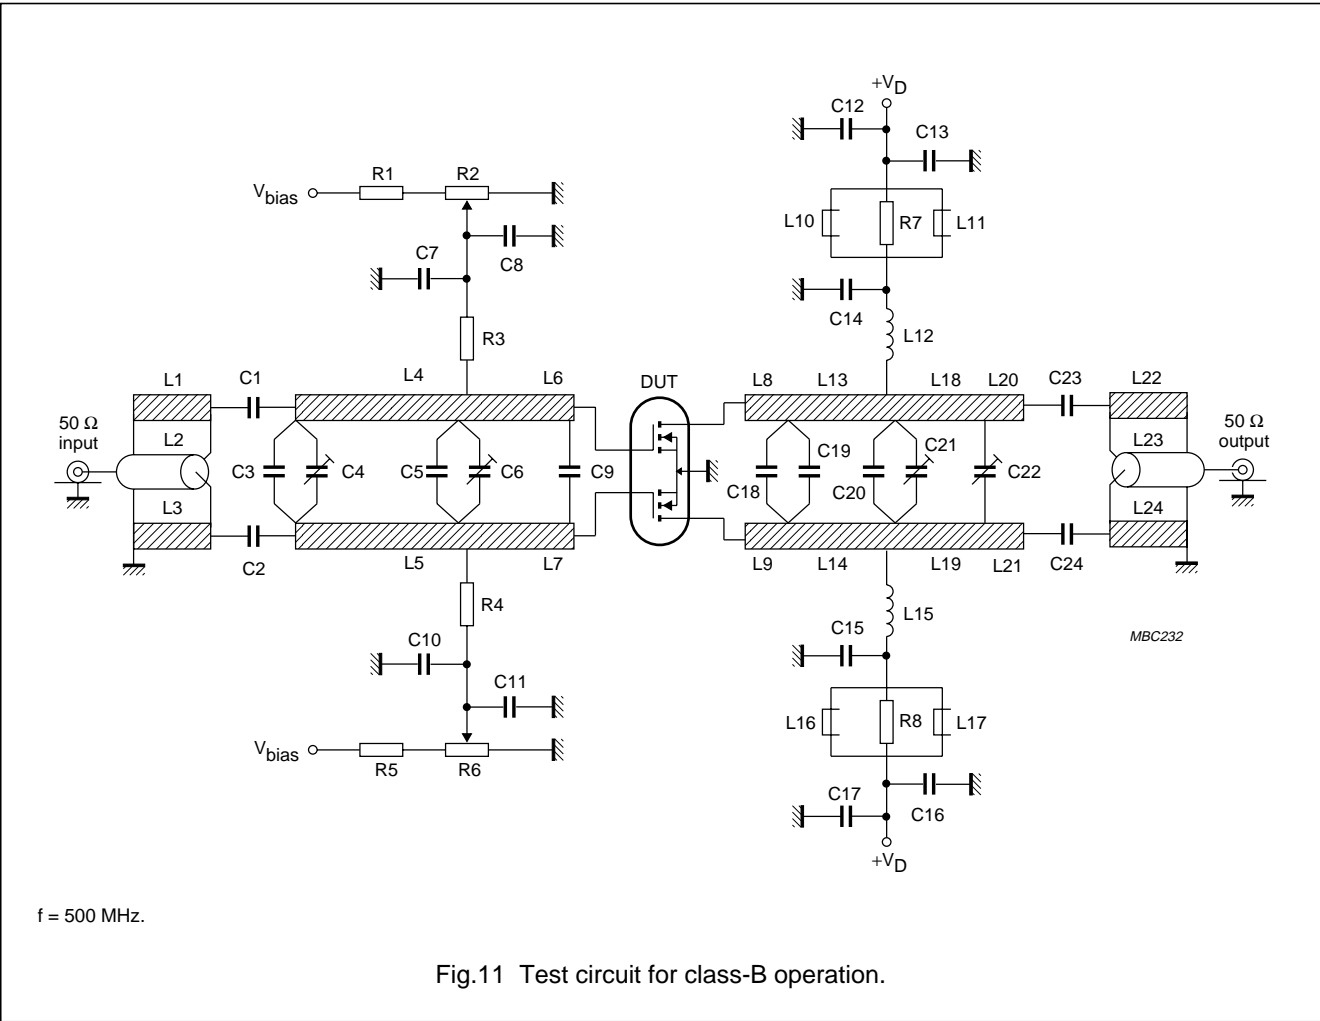 +VD
C12
C13
R1
R2
Vbias
L10
R7
L11
C7
C8
C14
L12
R3
L1
C1
L4
L6
DUT
L8
L13
L18
L20
C23
L22
50 Ω
input
L2
C3
C4
C5
C6
C9
C18
C19
C20
C21
C22
L23
50 Ω
output
L3
L24
C2
L5
L7
L9
L14
L19
L21
C24
R4
L15
C10
C15
MBC232
C11
L16
R8
L17
Vbias
R5
R6
C17
C16
+VD
f = 500 MHz.
Fig.11 Test circuit for class-B operation.